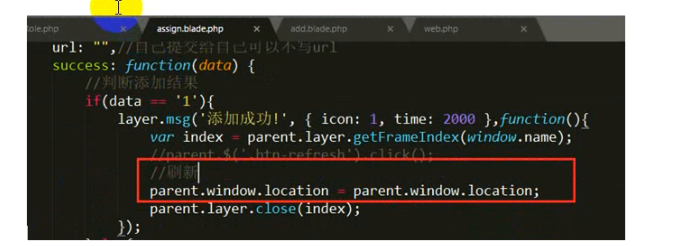 ole.php × assign.blade.php × add.blade.php × web.php ×
url: "",//自己提交给自己可以不写url
success: function(data) {
//判断添加结果
if(data == '1'){
layer.msg('添加成功!', { icon: 1, time: 2000 },function(){
var index = parent.layer.getFrameIndex(window.name);
//parent.$('.btn-refresh').click();
//刷新
parent.window.location = parent.window.location;
parent.layer.close(index);
});